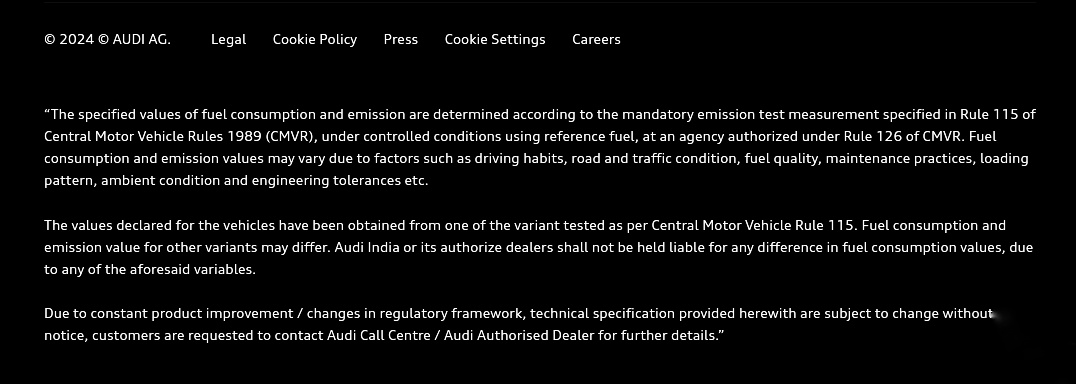 © 2024 © AUDI AG. Legal Cookie Policy Press Cookie Settings Careers
“The specified values of fuel consumption and emission are determined according to the mandatory emission test measurement specified in Rule 115 of
Central Motor Vehicle Rules 1989 (CMVR), under controlled conditions using reference fuel, at an agency authorized under Rule 126 of CMVR. Fuel
consumption and emission values may vary due to factors such as driving habits, road and traffic condition, fuel quality, maintenance practices, loading
pattern, ambient condition and engineering tolerances etc.
The values declared for the vehicles have been obtained from one of the variant tested as per Central Motor Vehicle Rule 115. Fuel consumption and
emission value for other variants may differ. Audi India or its authorize dealers shall not be held liable for any difference in fuel consumption values, due
to any of the aforesaid variables.
Due to constant product improvement / changes in regulatory framework, technical specification provided herewith are subject to change without
notice, customers are requested to contact Audi Call Centre / Audi Authorised Dealer for further details.”